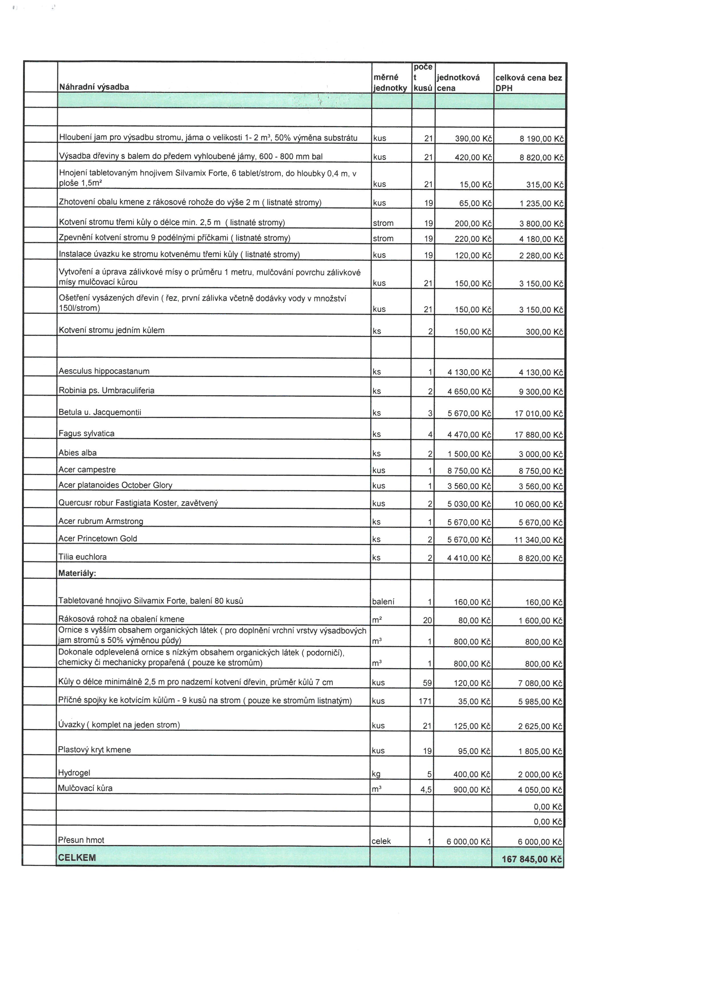 Náhradní výsadba měrné jednotky počet kusů jednotková cena celková cena bez DPH
Hloubení jam pro výsadbu stromu, jáma o velikosti 1- 2 m³, 50% výměna substrátu kus 21 390,00 Kč 8 190,00 Kč
Výsadba dřeviny s balem do předem vyhloubené jámy, 600 - 800 mm bal kus 21 420,00 Kč 8 820,00 Kč
Hnojení tabletovaným hnojivem Silvamix Forte, 6 tablet/strom, do hloubky 0,4 m, v
ploše 1,5m² kus 21 15,00 Kč 315,00 Kč
Zhotovení obalu kmene z rákosové rohože do výše 2 m ( listnaté stromy) kus 19 65,00 Kč 1 235,00 Kč
Kotvení stromu třemi kůly o délce min. 2,5 m ( listnaté stromy) strom 19 200,00 Kč 3 800,00 Kč
Zpevnění kotvení stromu 9 podélnými příčkami ( listnaté stromy) strom 19 220,00 Kč 4 180,00 Kč
Instalace úvazku ke stromu kotvenému třemi kůly ( listnaté stromy) kus 19 120,00 Kč 2 280,00 Kč
Vytvoření a úprava zálivkové mísy o průměru 1 metru, mulčování povrchu zálivkové
mísy mulčovací kůrou kus 21 150,00 Kč 3 150,00 Kč
Ošetření vysázených dřevin ( řez, první zálivka včetně dodávky vody v množství
150l/strom) kus 21 150,00 Kč 3 150,00 Kč
Kotvení stromu jedním kůlem ks 2 150,00 Kč 300,00 Kč
Aesculus hippocastanum ks 1 4 130,00 Kč 4 130,00 Kč
Robinia ps. Umbraculiferia ks 2 4 650,00 Kč 9 300,00 Kč
Betula u. Jacquemontii ks 3 5 670,00 Kč 17 010,00 Kč
Fagus sylvatica ks 4 4 470,00 Kč 17 880,00 Kč
Abies alba ks 2 1 500,00 Kč 3 000,00 Kč
Acer campestre kus 1 8 750,00 Kč 8 750,00 Kč
Acer platanoides October Glory kus 1 3 560,00 Kč 3 560,00 Kč
Quercusr robur Fastigiata Koster, zavětvený kus 2 5 030,00 Kč 10 060,00 Kč
Acer rubrum Armstrong ks 1 5 670,00 Kč 5 670,00 Kč
Acer Princetown Gold ks 2 5 670,00 Kč 11 340,00 Kč
Tilia euchlora ks 2 4 410,00 Kč 8 820,00 Kč
Materiály:
Tabletované hnojivo Silvamix Forte, balení 80 kusů balení 1 160,00 Kč 160,00 Kč
Rákosová rohož na obalení kmene m² 20 80,00 Kč 1 600,00 Kč
Ornice s vyšším obsahem organických látek ( pro doplnění vrchní vrstvy výsadbových
jam stromů s 50% výměnou půdy) m³ 1 800,00 Kč 800,00 Kč
Dokonale odplevelená ornice s nízkým obsahem organických látek ( podorničí),
chemicky či mechanicky propařená ( pouze ke stromům) m³ 1 800,00 Kč 800,00 Kč
Kůly o délce minimálně 2,5 m pro nadzemí kotvení dřevin, průměr kůlů 7 cm kus 59 120,00 Kč 7 080,00 Kč
Příčné spojky ke kotvícím kůlům - 9 kusů na strom ( pouze ke stromům listnatým) kus 171 35,00 Kč 5 985,00 Kč
Úvazky ( komplet na jeden strom) kus 21 125,00 Kč 2 625,00 Kč
Plastový kryt kmene kus 19 95,00 Kč 1 805,00 Kč
Hydrogel kg 5 400,00 Kč 2 000,00 Kč
Mulčovací kůra m³ 4,5 900,00 Kč 4 050,00 Kč
0,00 Kč
0,00 Kč
Přesun hmot celek 1 6 000,00 Kč 6 000,00 Kč
CELKEM 167 845,00 Kč